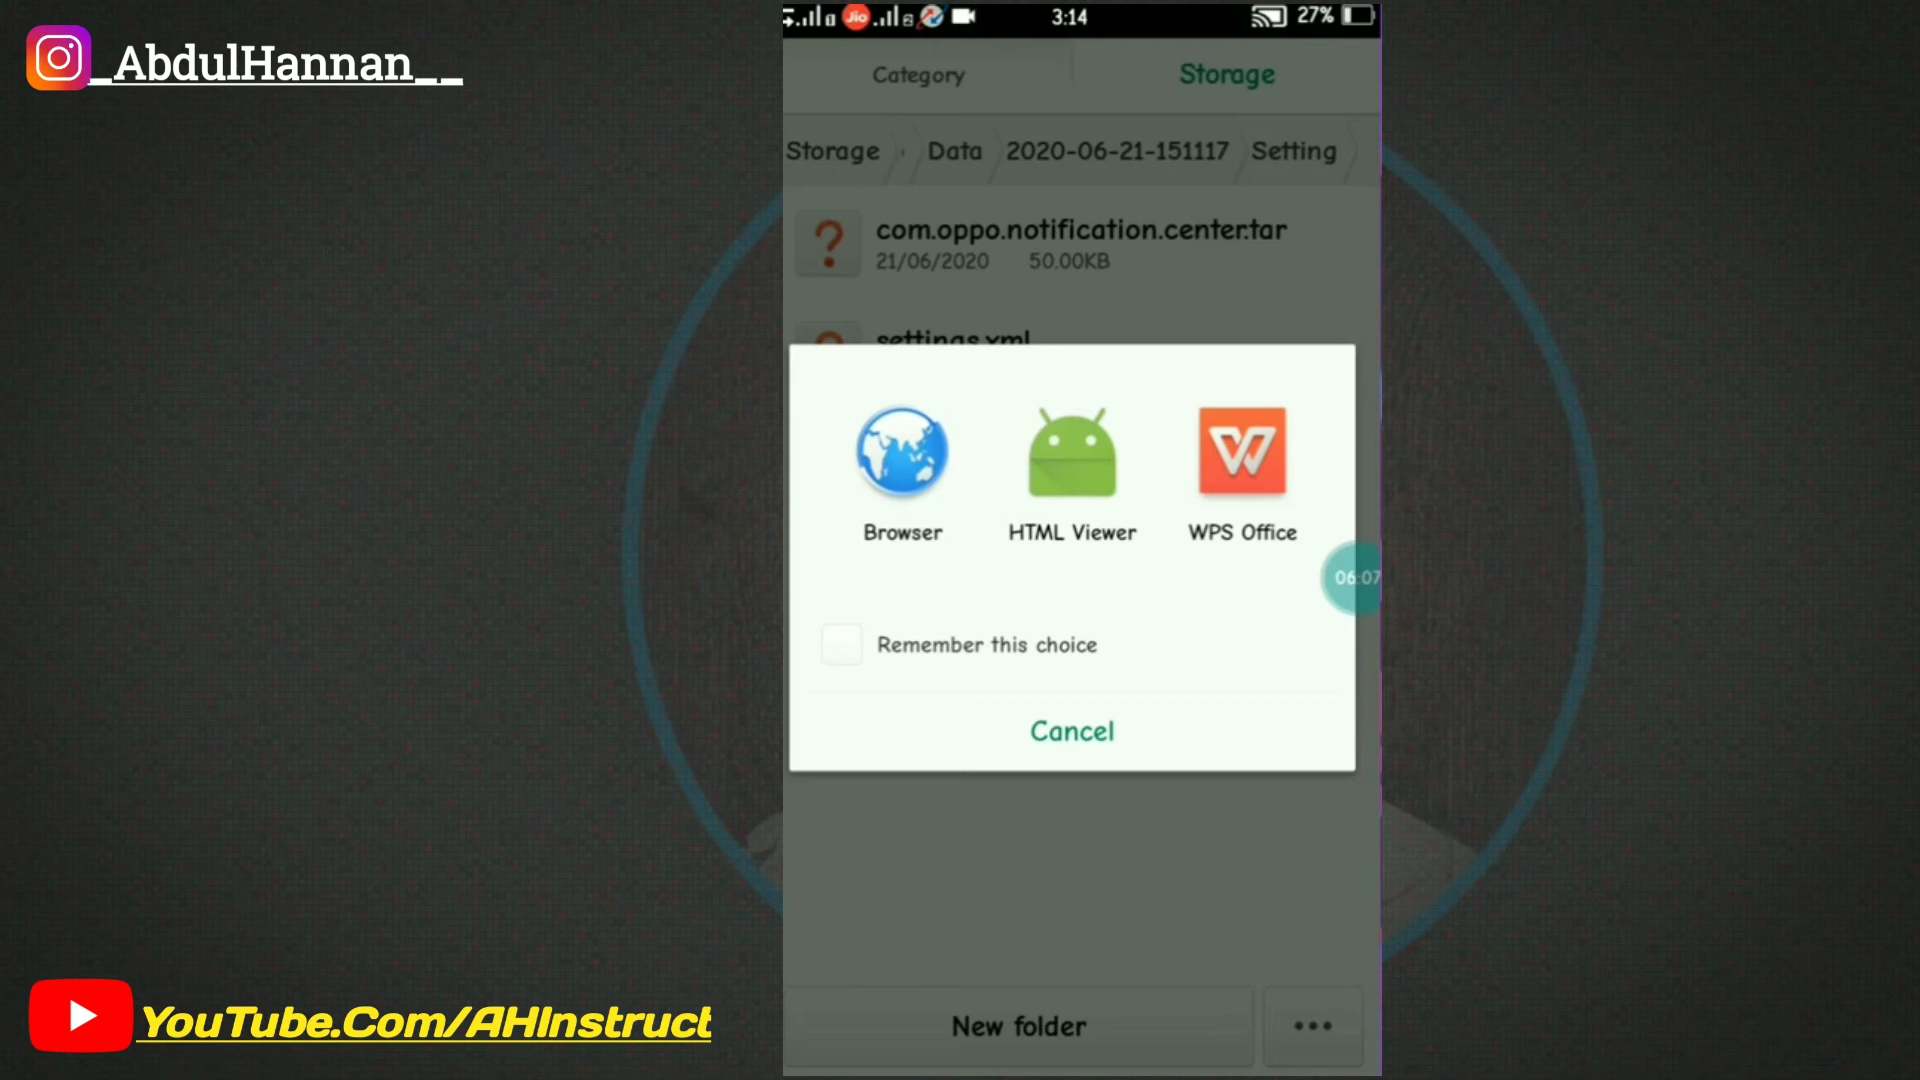 _AbdulHannan__
Jio
3:14
27%
Category
Storage
Storage
Data
2020-06-21-151117
Setting
com.oppo.notification.center.tar
21/06/2020 50.00KB
settings.xml
Browser
HTML Viewer
WPS Office
06:07
Remember this choice
Cancel
New folder
YouTube.Com/AHInstruct